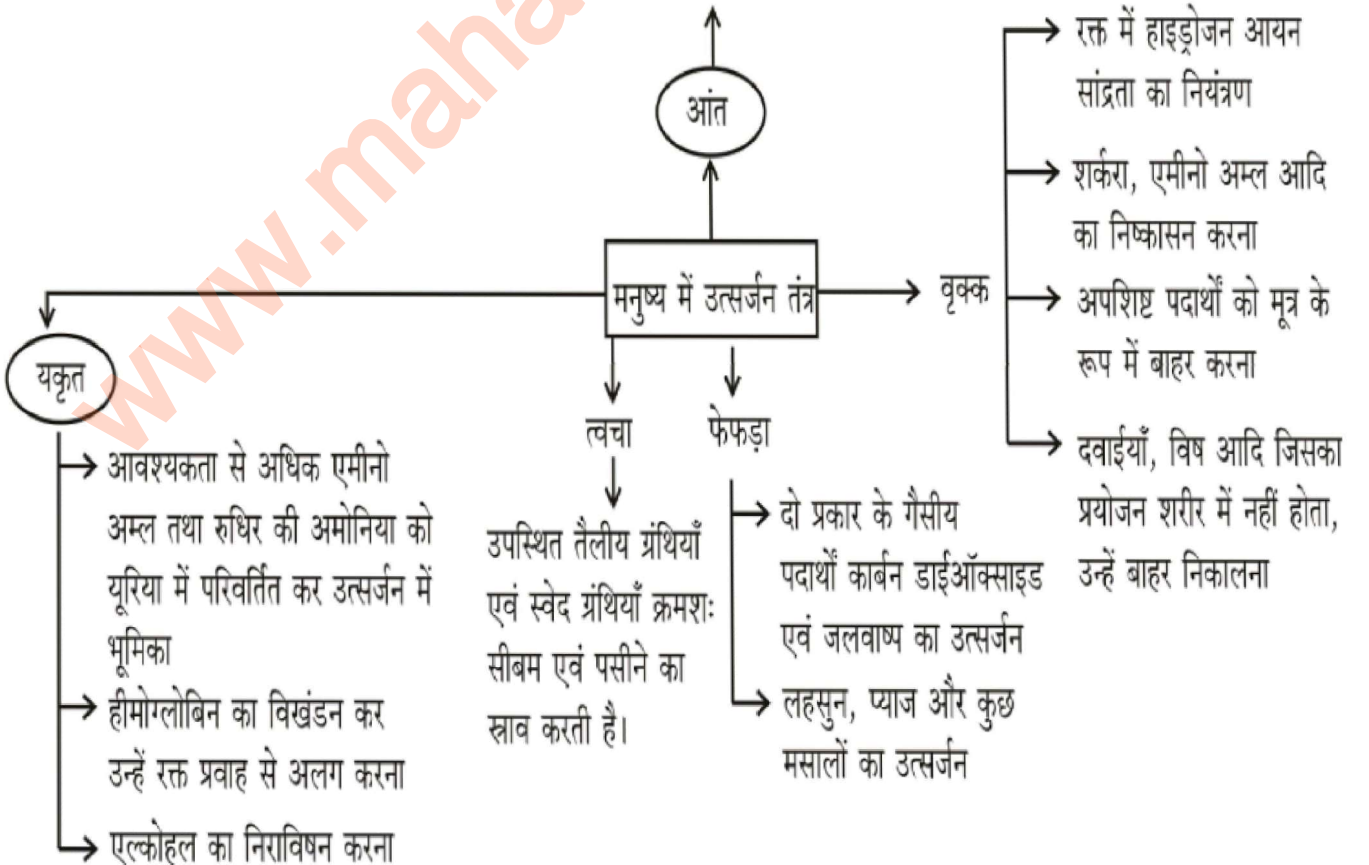 www.maha
आंत
मनुष्य में उत्सर्जन तंत्र
वृक्क
रक्त में हाइड्रोजन आयन
सांद्रता का नियंत्रण
शर्करा, एमीनो अम्ल आदि
का निष्कासन करना
अपशिष्ट पदार्थों को मूत्र के
रूप में बाहर करना
दवाईयाँ, विष आदि जिसका
प्रयोजन शरीर में नहीं होता,
उन्हें बाहर निकालना
यकृत
आवश्यकता से अधिक एमीनो
अम्ल तथा रुधिर की अमोनिया को
यूरिया में परिवर्तित कर उत्सर्जन में
भूमिका
हीमोग्लोबिन का विखंडन कर
उन्हें रक्त प्रवाह से अलग करना
एल्कोहल का निराविषन करना
त्वचा
उपस्थित तैलीय ग्रंथियाँ
एवं स्वेद ग्रंथियाँ क्रमशः
सीबम एवं पसीने का
स्राव करती है।
फेफड़ा
दो प्रकार के गैसीय
पदार्थों कार्बन डाईऑक्साइड
एवं जलवाष्प का उत्सर्जन
लहसुन, प्याज और कुछ
मसालों का उत्सर्जन